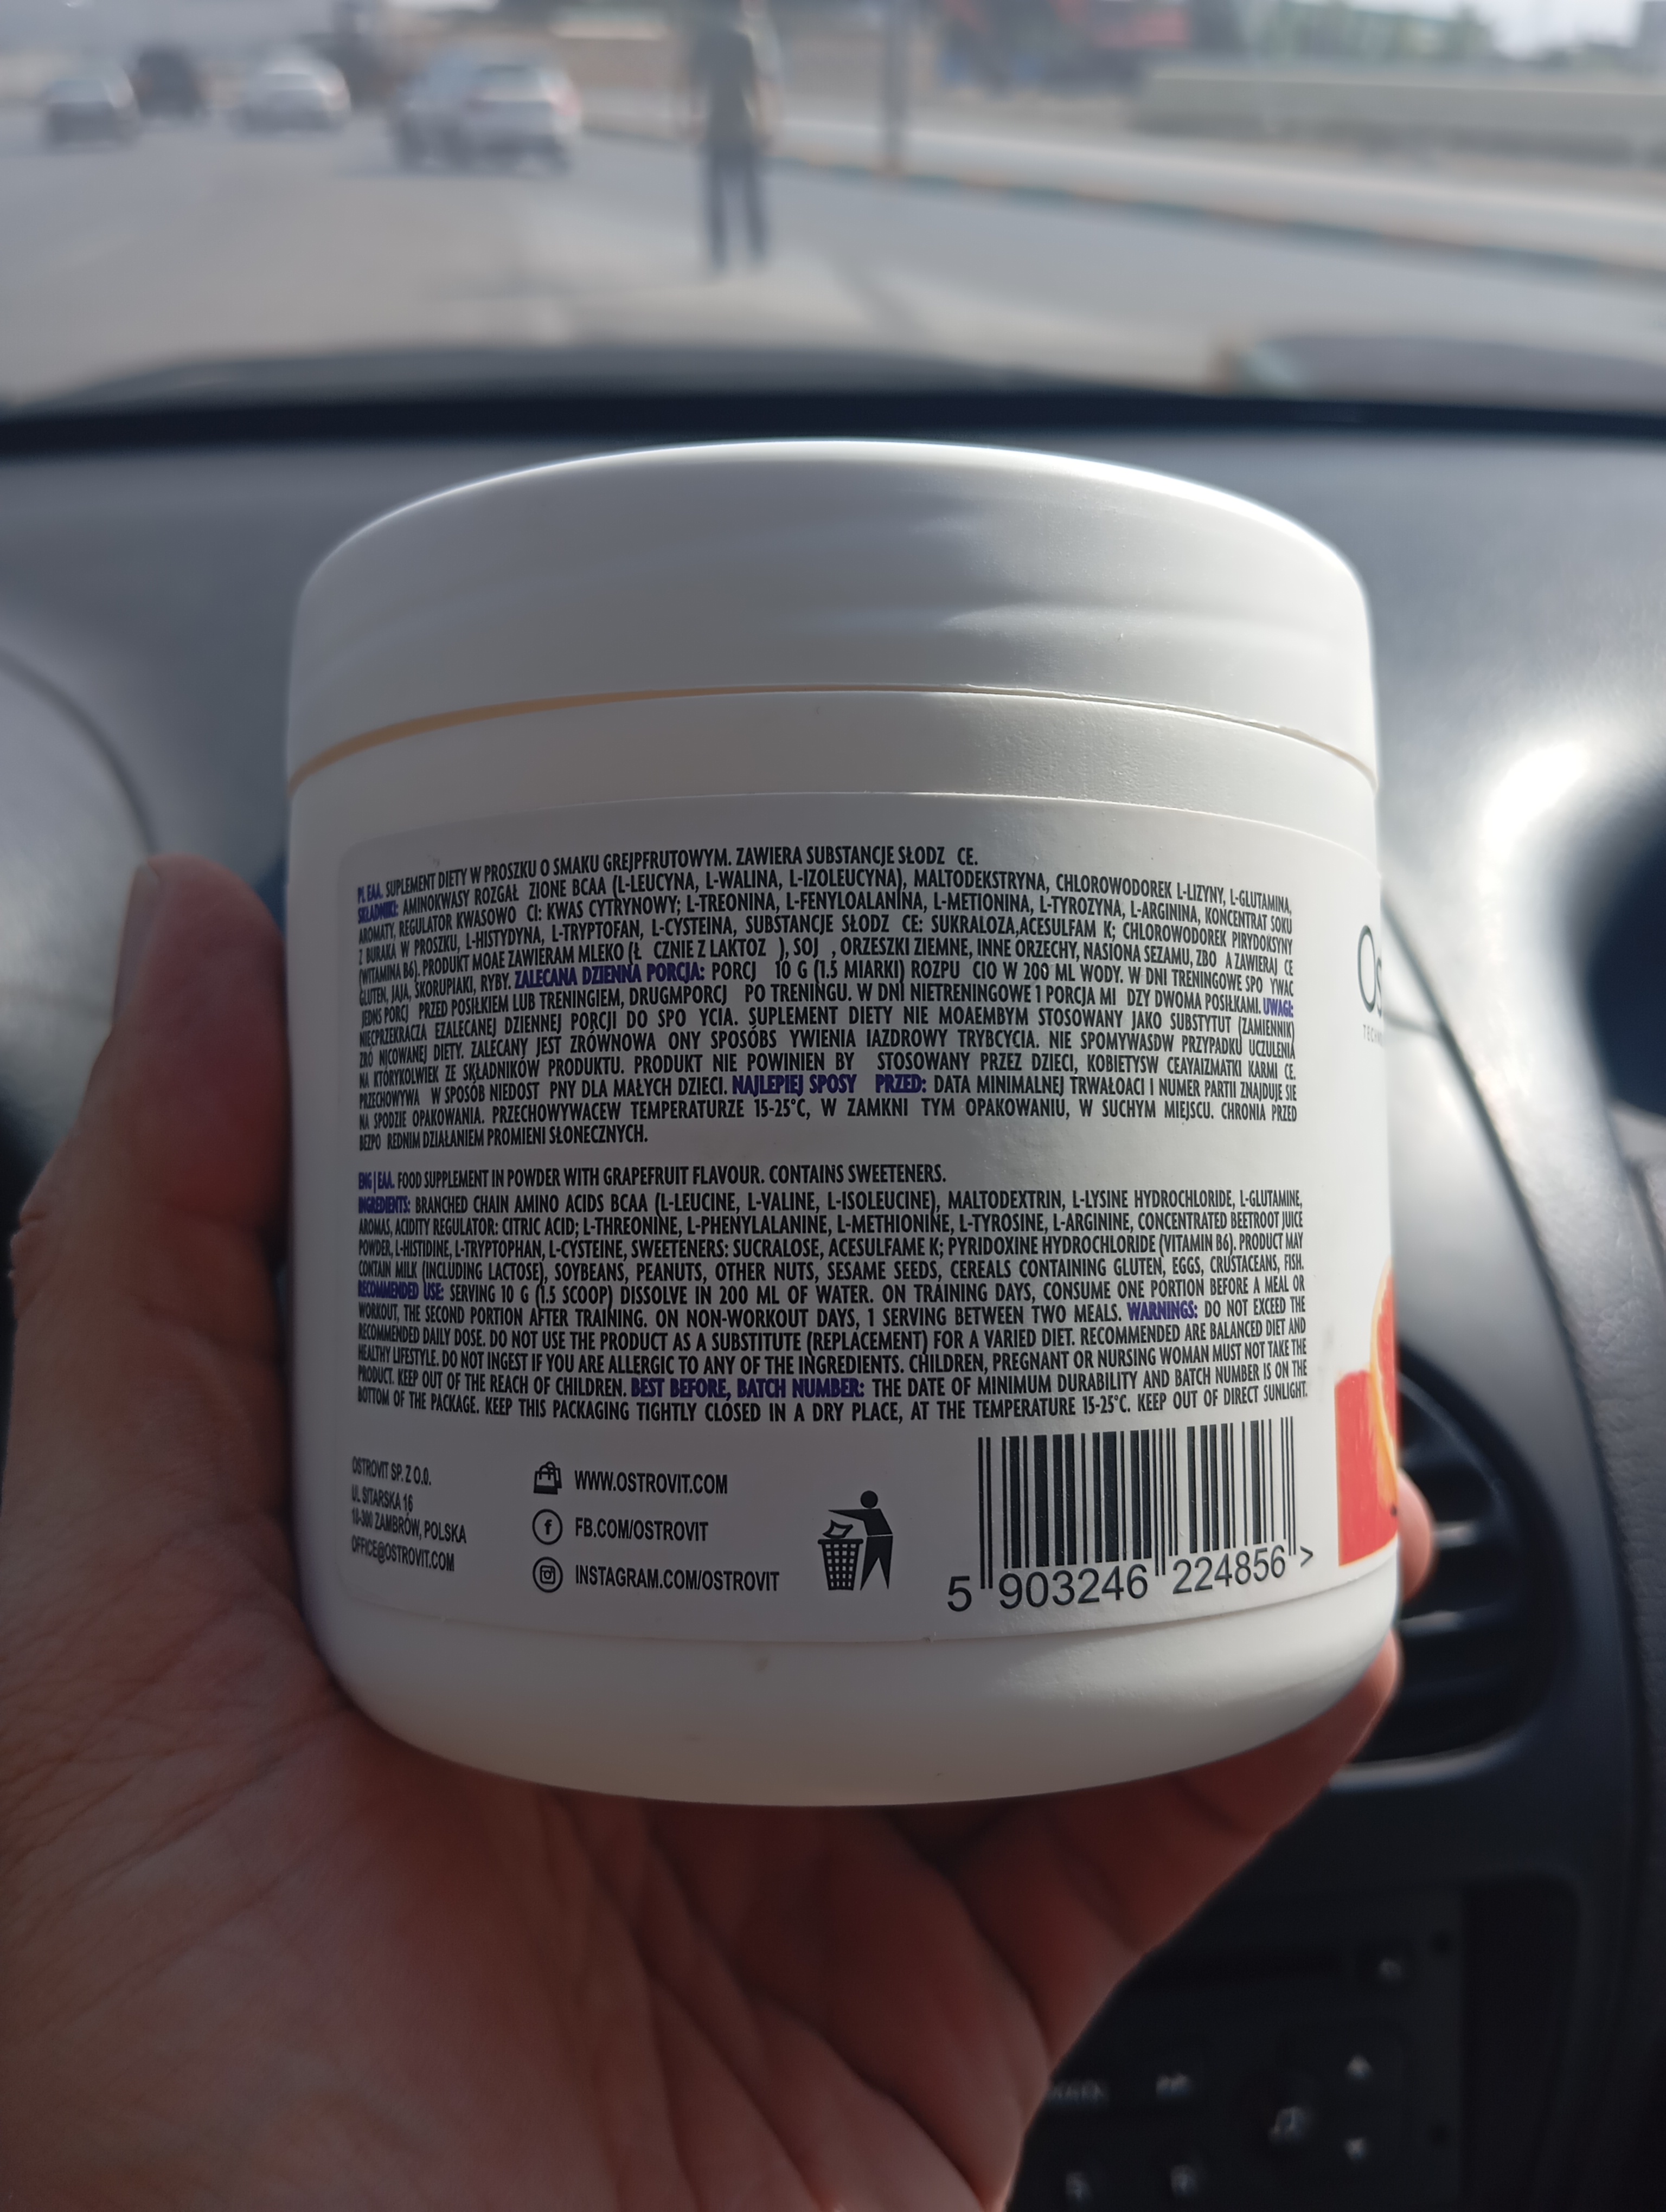 PL EAA. SUPLEMENT DIETY W PROSZKU O SMAKU GREJPFRUTOWYM. ZAWIERA SUBSTANCJE SŁODZ CE.
SKŁADNIKI: AMINOKWASY ROZGAŁ ZIONE BCAA (L-LEUCYNA, L-WALINA, L-IZOLEUCYNA), MALTODEKSTRYNA, CHLOROWODOREK L-LIZYNY, L-GLUTAMINA,
AROMATY, REGULATOR KWASOWO CI: KWAS CYTRYNOWY; L-TREONINA, L-FENYLOALANINA, L-METIONINA, L-TYROZYNA, L-ARGININA, KONCENTRAT SOKU
Z BURAKA W PROSZKU, L-HISTYDYNA, L-TRYPTOFAN, L-CYSTEINA, SUBSTANCJE SŁODZ CE: SUKRALOZA,ACESULFAM K; CHLOROWODOREK PIRYDOKSYNY
(WITAMINA B6). PRODUKT MOAE ZAWIERAM MLEKO (Ł CZNIE Z LAKTOZ ), SOJ , ORZESZKI ZIEMNE, INNE ORZECHY, NASIONA SEZAMU, ZBO A ZAWIERAJ CE
GLUTEN, JAJA, SKORUPIAKI, RYBY. ZALECANA DZIENNA PORCJA: PORCJ 10 G (1.5 MIARKI) ROZPU CIO W 200 ML WODY. W DNI TRENINGOWE SPO YWAC
JEDNS PORCJ PRZED POSIŁKIEM LUB TRENINGIEM, DRUGMPORCJ PO TRENINGU. W DNI NIETRENINGOWE 1 PORCJA MI DZY DWOMA POSIŁKAMI. UWAGI:
NIEPRZEKRACZA EZALECANEJ DZIENNEJ PORCJI DO SPO YCIA. SUPLEMENT DIETY NIE MOAEMBYM STOSOWANY JAKO SUBSTYTUT (ZAMIENNIK)
ZRÓ NICOWANEJ DIETY. ZALECANY JEST ZRÓWNOWA ONY SPOSÓBS YWIENIA IAZDROWY TRYBCYCIA. NIE SPOMYWASDW PRZYPADKU UCZULENIA
NA KTÓRYKOLWIEK ZE SKŁADNIKÓW PRODUKTU. PRODUKT NIE POWINIEN BY STOSOWANY PRZEZ DZIECI, KOBIETYSW CEAYAIZMATKI KARMI CE.
PRZECHOWYWA W SPOSÓB NIEDOST PNY DLA MAŁYCH DZIECI. NAJLEPIEJ SPOSY PRZED: DATA MINIMALNEJ TRWAŁOACI I NUMER PARTII ZNAJDUJE SIE
NA SPODZIE OPAKOWANIA. PRZECHOWYWACEW TEMPERATURZE 15-25°C, W ZAMKNI TYM OPAKOWANIU, W SUCHYM MIEJSCU. CHRONIA PRZED
BEZPO REDNIM DZIAŁANIEM PROMIENI SŁONECZNYCH.
ENG | EAA. FOOD SUPPLEMENT IN POWDER WITH GRAPEFRUIT FLAVOUR. CONTAINS SWEETENERS.
INGREDIENTS: BRANCHED CHAIN AMINO ACIDS BCAA (L-LEUCINE, L-VALINE, L-ISOLEUCINE), MALTODEXTRIN, L-LYSINE HYDROCHLORIDE, L-GLUTAMINE,
AROMAS, ACIDITY REGULATOR: CITRIC ACID; L-THREONINE, L-PHENYLALANINE, L-METHIONINE, L-TYROSINE, L-ARGININE, CONCENTRATED BEETROOT JUICE
POWDER, L-HISTIDINE, L-TRYPTOPHAN, L-CYSTEINE, SWEETENERS: SUCRALOSE, ACESULFAME K; PYRIDOXINE HYDROCHLORIDE (VITAMIN B6). PRODUCT MAY
CONTAIN MILK (INCLUDING LACTOSE), SOYBEANS, PEANUTS, OTHER NUTS, SESAME SEEDS, CEREALS CONTAINING GLUTEN, EGGS, CRUSTACEANS, FISH.
RECOMMENDED USE: SERVING 10 G (1.5 SCOOP) DISSOLVE IN 200 ML OF WATER. ON TRAINING DAYS, CONSUME ONE PORTION BEFORE A MEAL OR
WORKOUT, THE SECOND PORTION AFTER TRAINING. ON NON-WORKOUT DAYS, 1 SERVING BETWEEN TWO MEALS. WARNINGS: DO NOT EXCEED THE
RECOMMENDED DAILY DOSE. DO NOT USE THE PRODUCT AS A SUBSTITUTE (REPLACEMENT) FOR A VARIED DIET. RECOMMENDED ARE BALANCED DIET AND
HEALTHY LIFESTYLE. DO NOT INGEST IF YOU ARE ALLERGIC TO ANY OF THE INGREDIENTS. CHILDREN, PREGNANT OR NURSING WOMAN MUST NOT TAKE THE
PRODUCT. KEEP OUT OF THE REACH OF CHILDREN. BEST BEFORE, BATCH NUMBER: THE DATE OF MINIMUM DURABILITY AND BATCH NUMBER IS ON THE
BOTTOM OF THE PACKAGE. KEEP THIS PACKAGING TIGHTLY CLOSED IN A DRY PLACE, AT THE TEMPERATURE 15-25°C. KEEP OUT OF DIRECT SUNLIGHT.
OSTROVIT SP. Z O.O.
UL. SITARSKA 16
18-300 ZAMBRÓW, POLSKA
OFFICE@OSTROVIT.COM
WWW.OSTROVIT.COM
FB.COM/OSTROVIT
INSTAGRAM.COM/OSTROVIT
5 903246 224856 >